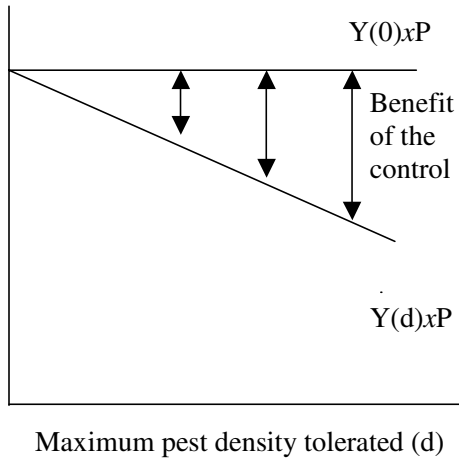 Y(0)xP
Benefit
of the
control
Y(d)xP
Maximum pest density tolerated (d)